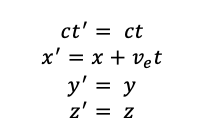 ct′ = ct
x′ = x + vₑt
y′ = y
z′ = z